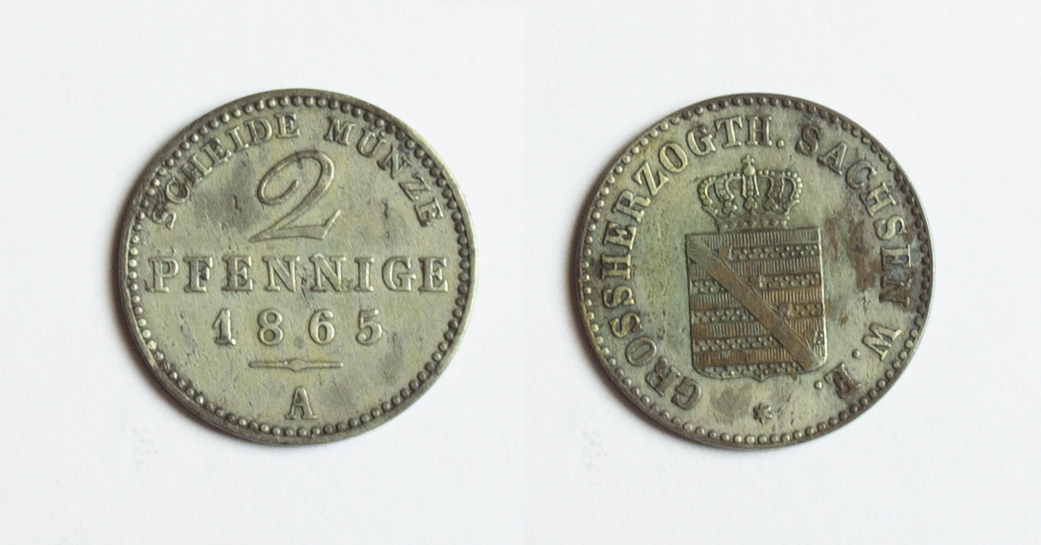 SCHEIDE MÜNZE
2
PFENNIGE
1865
A
GROSSHERZOGTH. SACHSEN W. E.